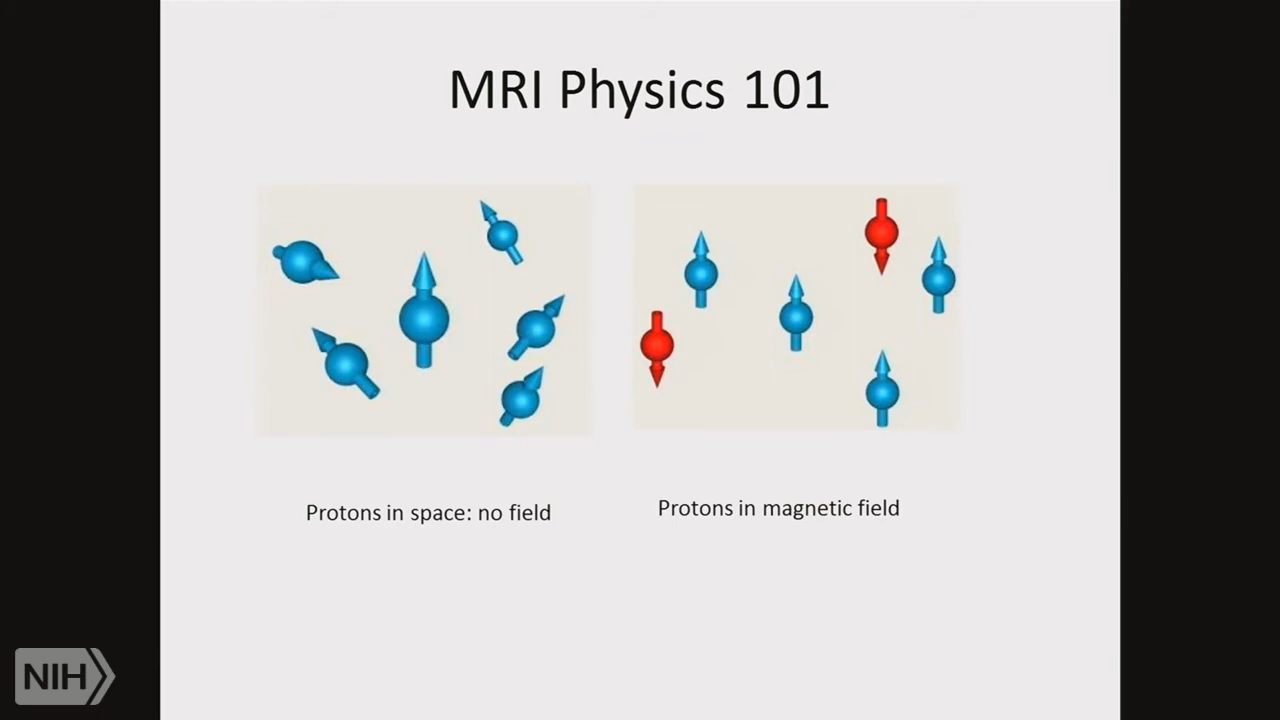 MRI Physics 101
Protons in space: no field
Protons in magnetic field
NIH